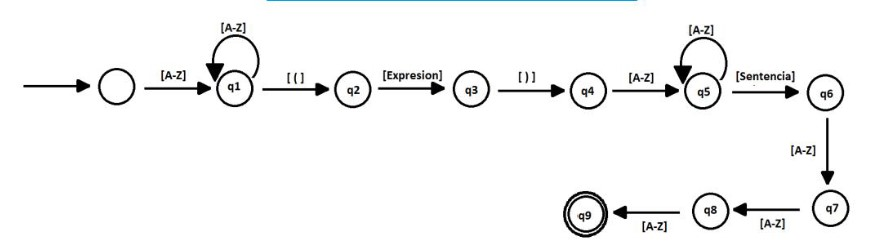 [A-Z] [A-Z]
[A-Z] [ ( ] [Expresion] [ ) ] [A-Z] [Sentencia]
q1 q2 q3 q4 q5 q6
[A-Z]
q9 q8 q7
[A-Z] [A-Z]